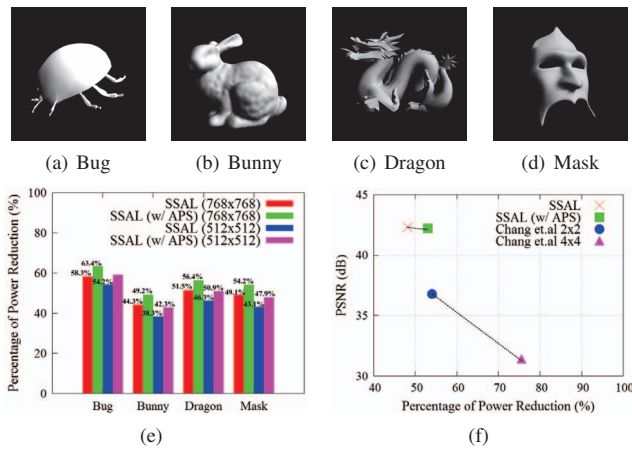 (a) Bug
(b) Bunny
(c) Dragon
(d) Mask
Percentage of Power Reduction (%)
100
80
60
40
20
0
SSAL (768x768)
SSAL (w/ APS) (768x768)
SSAL (512x512)
SSAL (w/ APS) (512x512)
58.3%
63.4%
54.2%
44.3%
49.2%
38.3%
42.3%
51.5%
56.4%
46.3%
50.9%
49.1%
54.2%
43.1%
47.9%
Bug Bunny Dragon Mask
(e)
PSNR (dB)
45
40
35
30
SSAL
SSAL (w/ APS)
Chang et.al 2x2
Chang et.al 4x4
40 50 60 70 80 90 100
Percentage of Power Reduction (%)
(f)